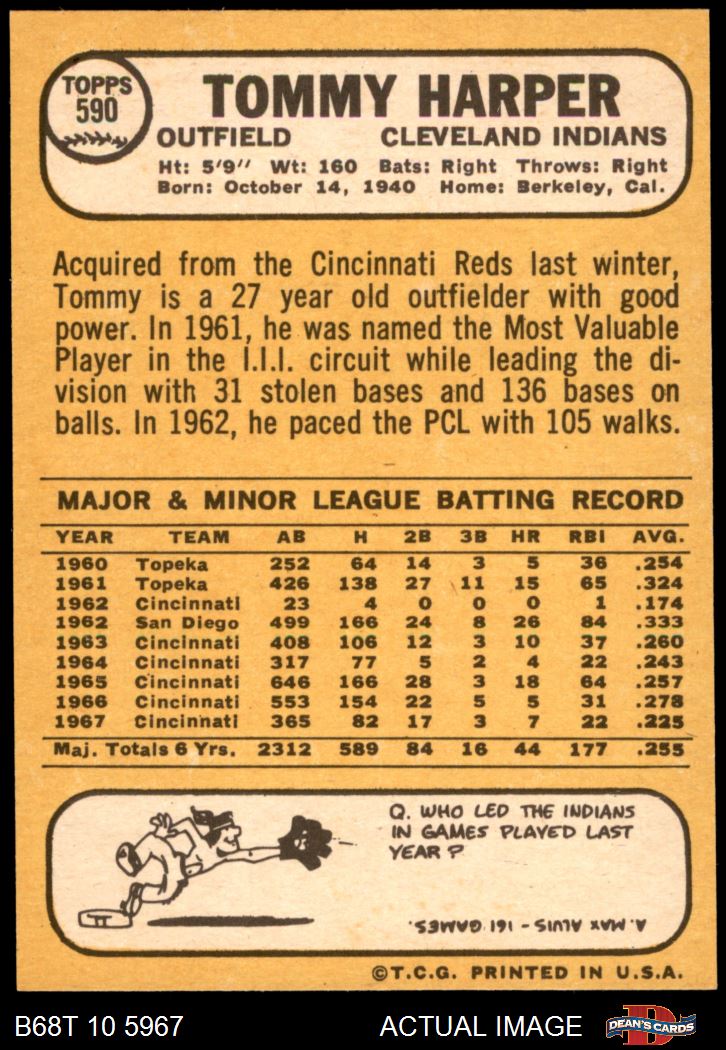 TOPPS
590
TOMMY HARPER
OUTFIELD CLEVELAND INDIANS
Ht: 5'9" Wt: 160 Bats: Right Throws: Right
Born: October 14, 1940 Home: Berkeley, Cal.
Acquired from the Cincinnati Reds last winter,
Tommy is a 27 year old outfielder with good
power. In 1961, he was named the Most Valuable
Player in the I.I.I. circuit while leading the di-
vision with 31 stolen bases and 136 bases on
balls. In 1962, he paced the PCL with 105 walks.
MAJOR & MINOR LEAGUE BATTING RECORD
YEAR TEAM AB H 2B 3B HR RBI AVG.
1960 Topeka 252 64 14 3 5 36 .254
1961 Topeka 426 138 27 11 15 65 .324
1962 Cincinnati 23 4 0 0 0 1 .174
1962 San Diego 499 166 24 8 26 84 .333
1963 Cincinnati 408 106 12 3 10 37 .260
1964 Cincinnati 317 77 5 2 4 22 .243
1965 Cincinnati 646 166 28 3 18 64 .257
1966 Cincinnati 553 154 22 5 5 31 .278
1967 Cincinnati 365 82 17 3 7 22 .225
Maj. Totals 6 Yrs. 2312 589 84 16 44 177 .255
Q. WHO LED THE INDIANS
IN GAMES PLAYED LAST
YEAR?
A. MAX ALVIS - 161 GAMES.
©T.C.G. PRINTED IN U.S.A.
B68T 10 5967 ACTUAL IMAGE
D
DEAN'S CARDS